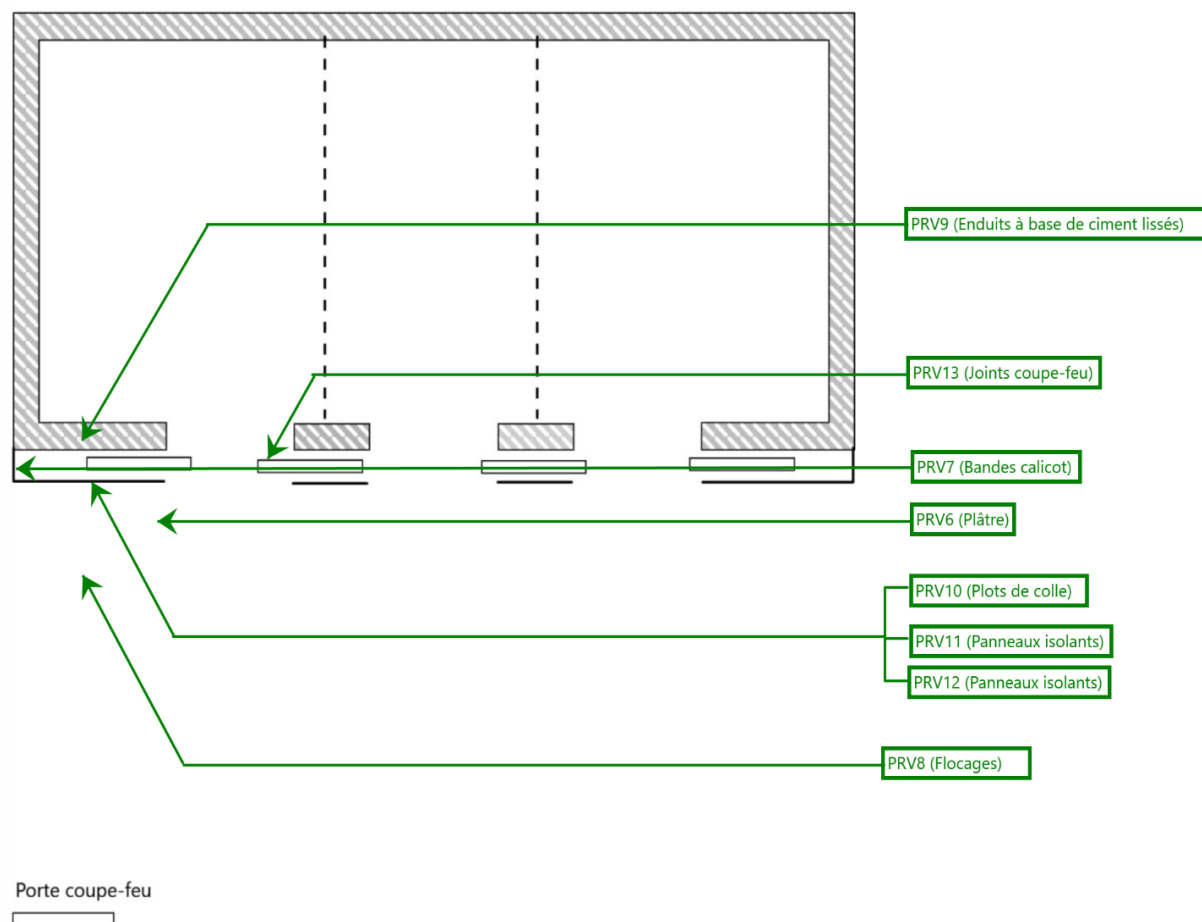 PRV9 (Enduits à base de ciment lissés)
PRV13 (Joints coupe-feu)
PRV7 (Bandes calicot)
PRV6 (Plâtre)
PRV10 (Plots de colle)
PRV11 (Panneaux isolants)
PRV12 (Panneaux isolants)
PRV8 (Flocages)
Porte coupe-feu